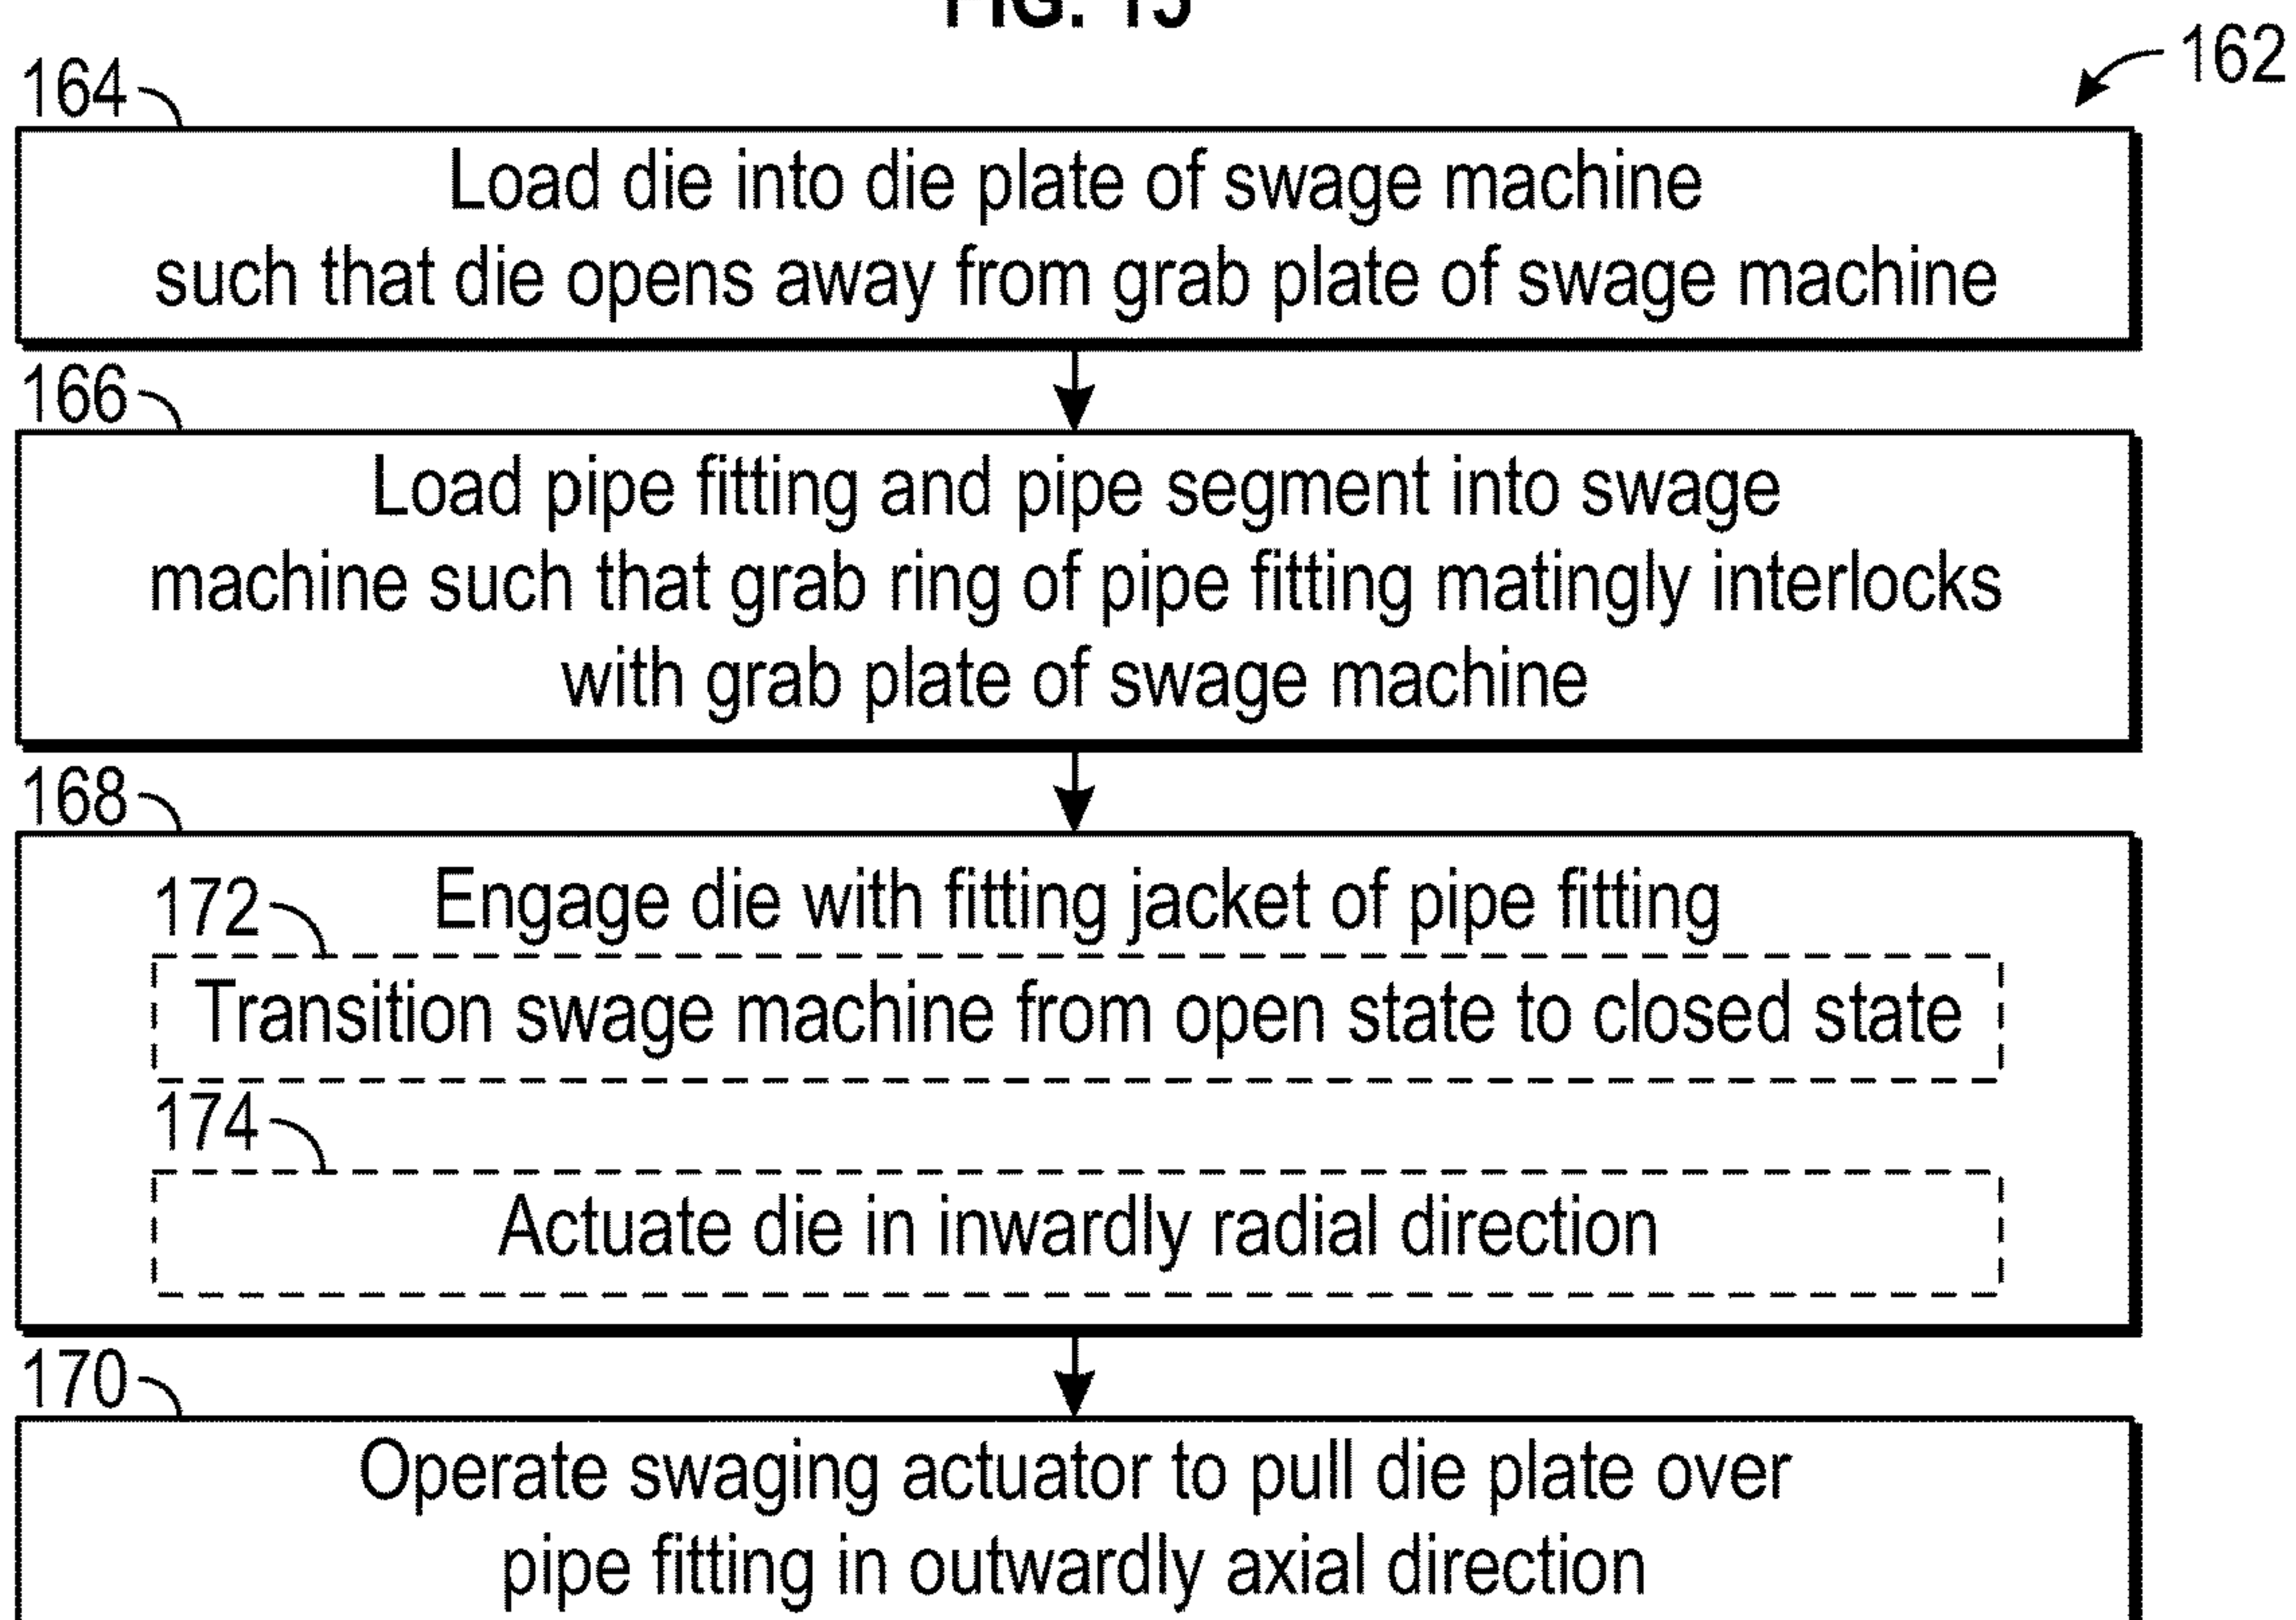 FIG. 15
162
164
Load die into die plate of swage machine
such that die opens away from grab plate of swage machine
166
Load pipe fitting and pipe segment into swage
machine such that grab ring of pipe fitting matingly interlocks
with grab plate of swage machine
168
Engage die with fitting jacket of pipe fitting
172
Transition swage machine from open state to closed state
174
Actuate die in inwardly radial direction
170
Operate swaging actuator to pull die plate over
pipe fitting in outwardly axial direction